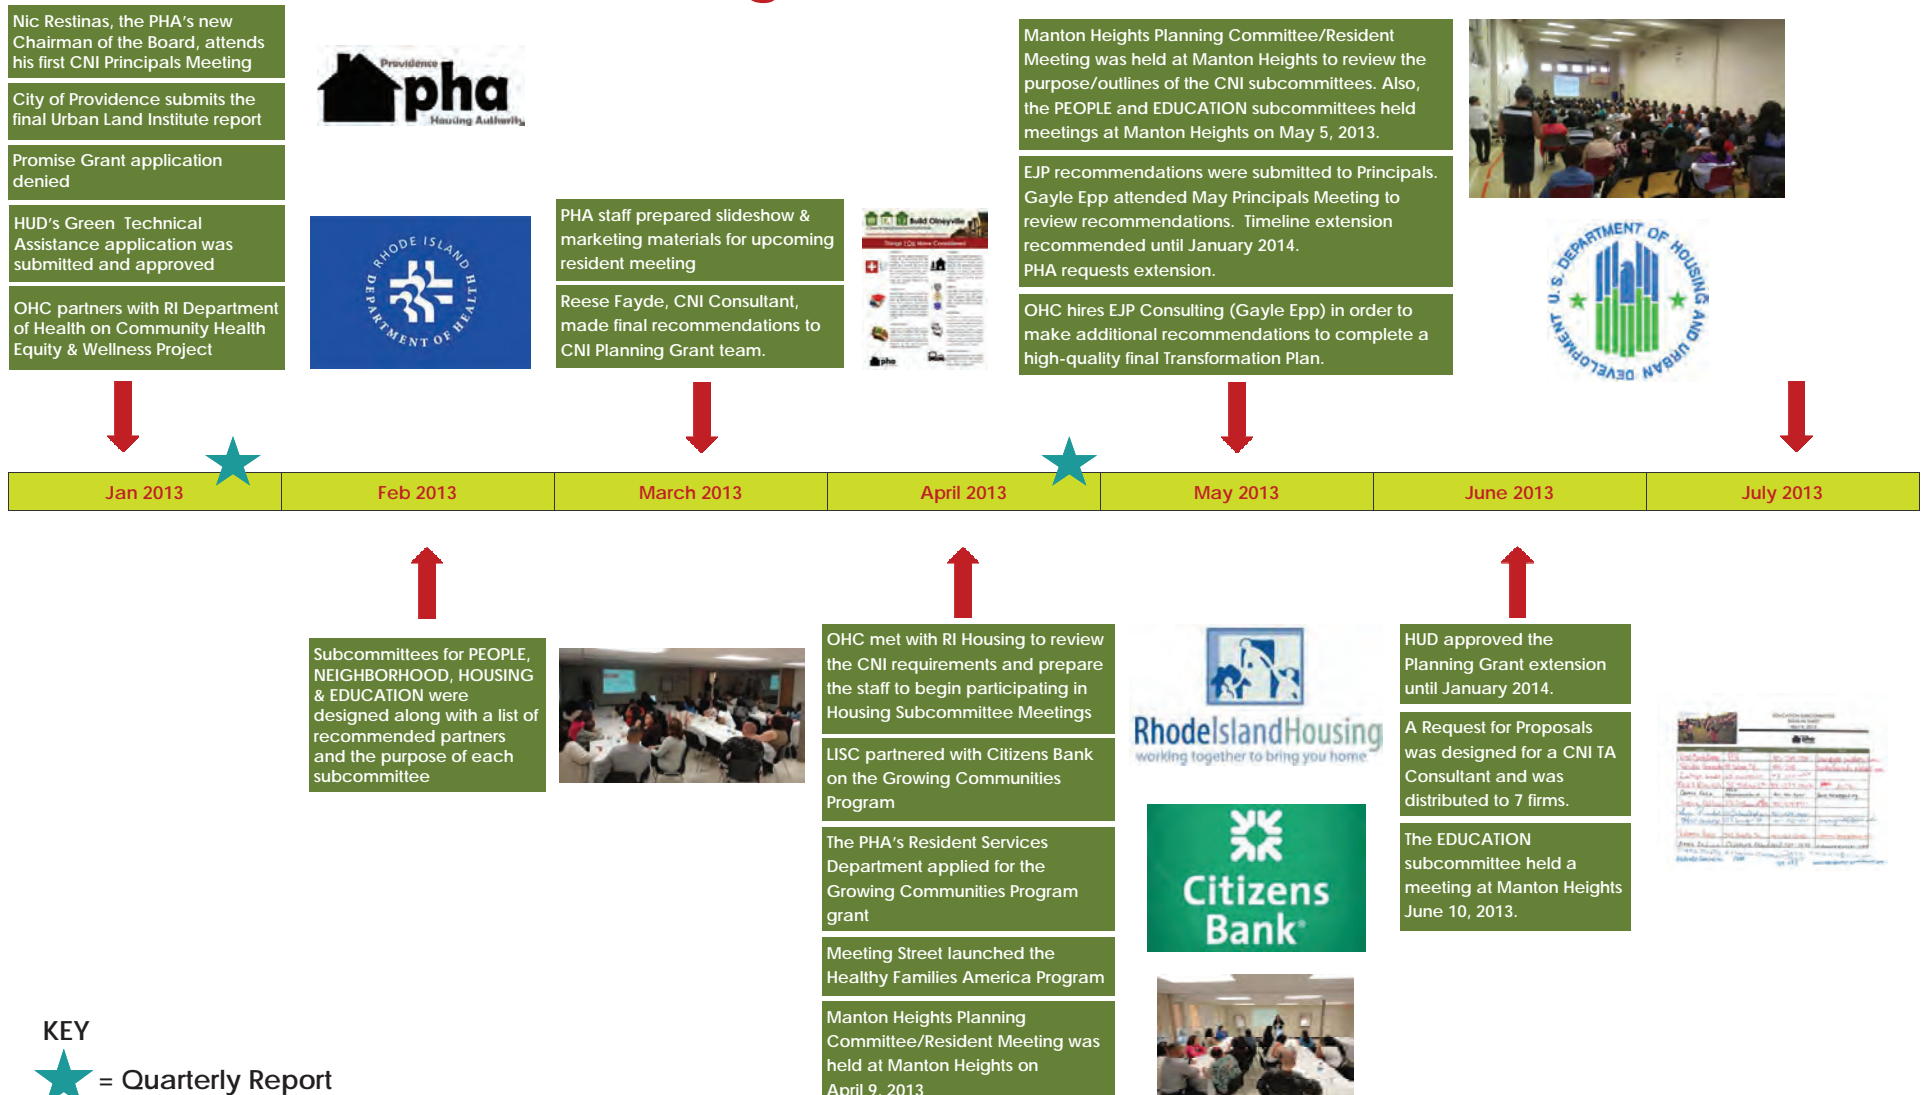 Nic Restinas, the PHA's new
Chairman of the Board, attends
his first CNI Principals Meeting
City of Providence submits the
final Urban Land Institute report
Promise Grant application
denied
HUD's Green Technical
Assistance application was
submitted and approved
OHC partners with RI Department
of Health on Community Health
Equity & Wellness Project
Providence
pha
Housing Authority
RHODE ISLAND
DEPARTMENT OF HEALTH
PHA staff prepared slideshow &
marketing materials for upcoming
resident meeting
Reese Fayde, CNI Consultant,
made final recommendations to
CNI Planning Grant team.
Build Olneyville
pha
Manton Heights Planning Committee/Resident
Meeting was held at Manton Heights to review the
purpose/outlines of the CNI subcommittees. Also,
the PEOPLE and EDUCATION subcommittees held
meetings at Manton Heights on May 5, 2013.
EJP recommendations were submitted to Principals.
Gayle Epp attended May Principals Meeting to
review recommendations. Timeline extension
recommended until January 2014.
PHA requests extension.
OHC hires EJP Consulting (Gayle Epp) in order to
make additional recommendations to complete a
high-quality final Transformation Plan.
U.S. DEPARTMENT OF HOUSING AND URBAN DEVELOPMENT
Jan 2013
Feb 2013
March 2013
April 2013
May 2013
June 2013
July 2013
Subcommittees for PEOPLE,
NEIGHBORHOOD, HOUSING
& EDUCATION were
designed along with a list of
recommended partners
and the purpose of each
subcommittee
OHC met with RI Housing to review
the CNI requirements and prepare
the staff to begin participating in
Housing Subcommittee Meetings
LISC partnered with Citizens Bank
on the Growing Communities
Program
The PHA's Resident Services
Department applied for the
Growing Communities Program
grant
Meeting Street launched the
Healthy Families America Program
Manton Heights Planning
Committee/Resident Meeting was
held at Manton Heights on
April 9, 2013
RhodeIslandHousing
working together to bring you home
Citizens
Bank®
HUD approved the
Planning Grant extension
until January 2014.
A Request for Proposals
was designed for a CNI TA
Consultant and was
distributed to 7 firms.
The EDUCATION
subcommittee held a
meeting at Manton Heights
June 10, 2013.
EDUCATION SUBCOMMITTEE
KEY
= Quarterly Report